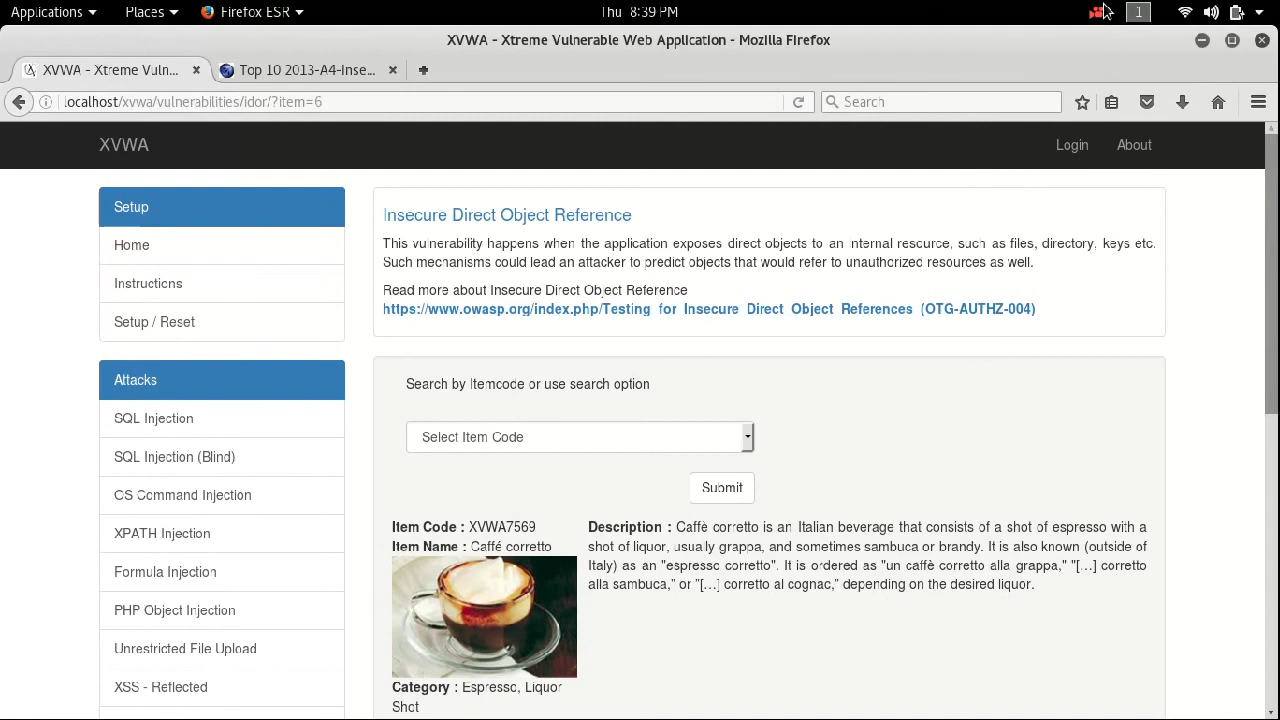 Applications Places Firefox ESR Thu 8:39 PM 1
XVWA - Xtreme Vulnerable Web Application - Mozilla Firefox
XVWA - Xtreme Vuln... Top 10 2013-A4-Inse...
localhost/xvwa/vulnerabilities/idor/?item=6 Search
XVWA Login About
Setup
Home
Instructions
Setup / Reset
Attacks
SQL Injection
SQL Injection (Blind)
OS Command Injection
XPATH Injection
Formula Injection
PHP Object Injection
Unrestricted File Upload
XSS - Reflected
Insecure Direct Object Reference
This vulnerability happens when the application exposes direct objects to an internal resource, such as files, directory, keys etc.
Such mechanisms could lead an attacker to predict objects that would refer to unauthorized resources as well.
Read more about Insecure Direct Object Reference
https://www.owasp.org/index.php/Testing_for_Insecure_Direct_Object_References_(OTG-AUTHZ-004)
Search by Itemcode or use search option
Select Item Code
Submit
Item Code : XVWA7569
Item Name : Caffé corretto
Category : Espresso, Liquor
Shot
Description : Caffè corretto is an Italian beverage that consists of a shot of espresso with a
shot of liquor, usually grappa, and sometimes sambuca or brandy. It is also known (outside of
Italy) as an "espresso corretto". It is ordered as "un caffè corretto alla grappa," "[…] corretto
alla sambuca," or "[…] corretto al cognac," depending on the desired liquor.